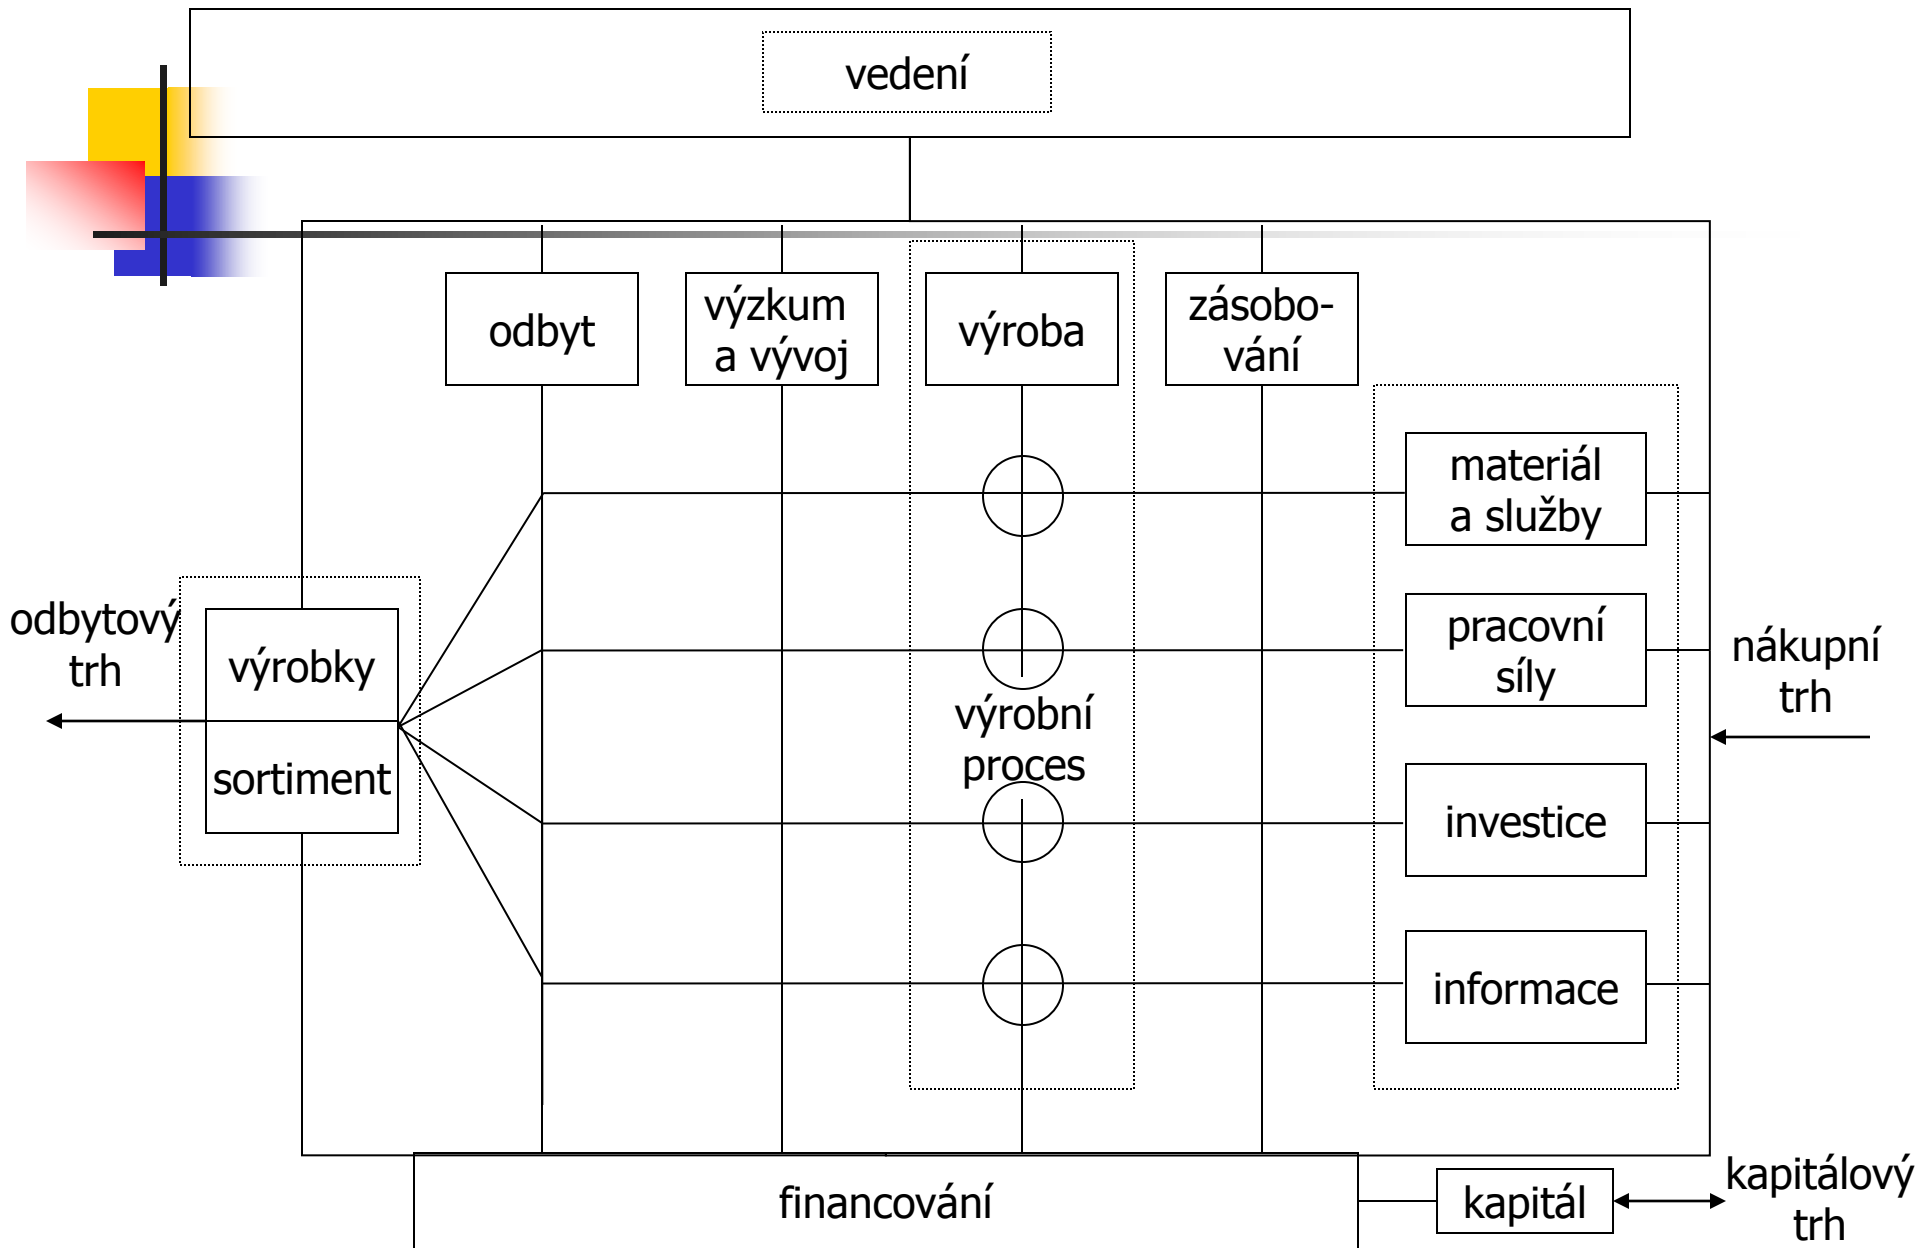 vedení
odbyt
výzkum
a vývoj
výroba
zásobo-
vání
materiál
a služby
odbytový
trh
výrobky
sortiment
pracovní
síly
nákupní
trh
výrobní
proces
investice
informace
financování
kapitál
kapitálový
trh